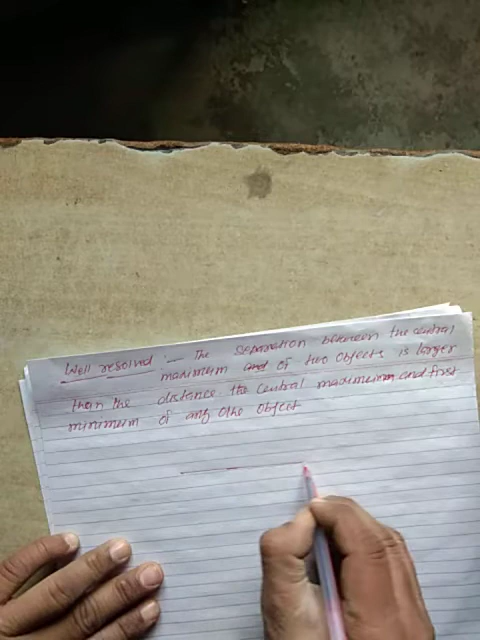 Well resolved :— The separation between the central
maximum and of two objects is larger
than the distance the central maximum and first
minimum of any othe object